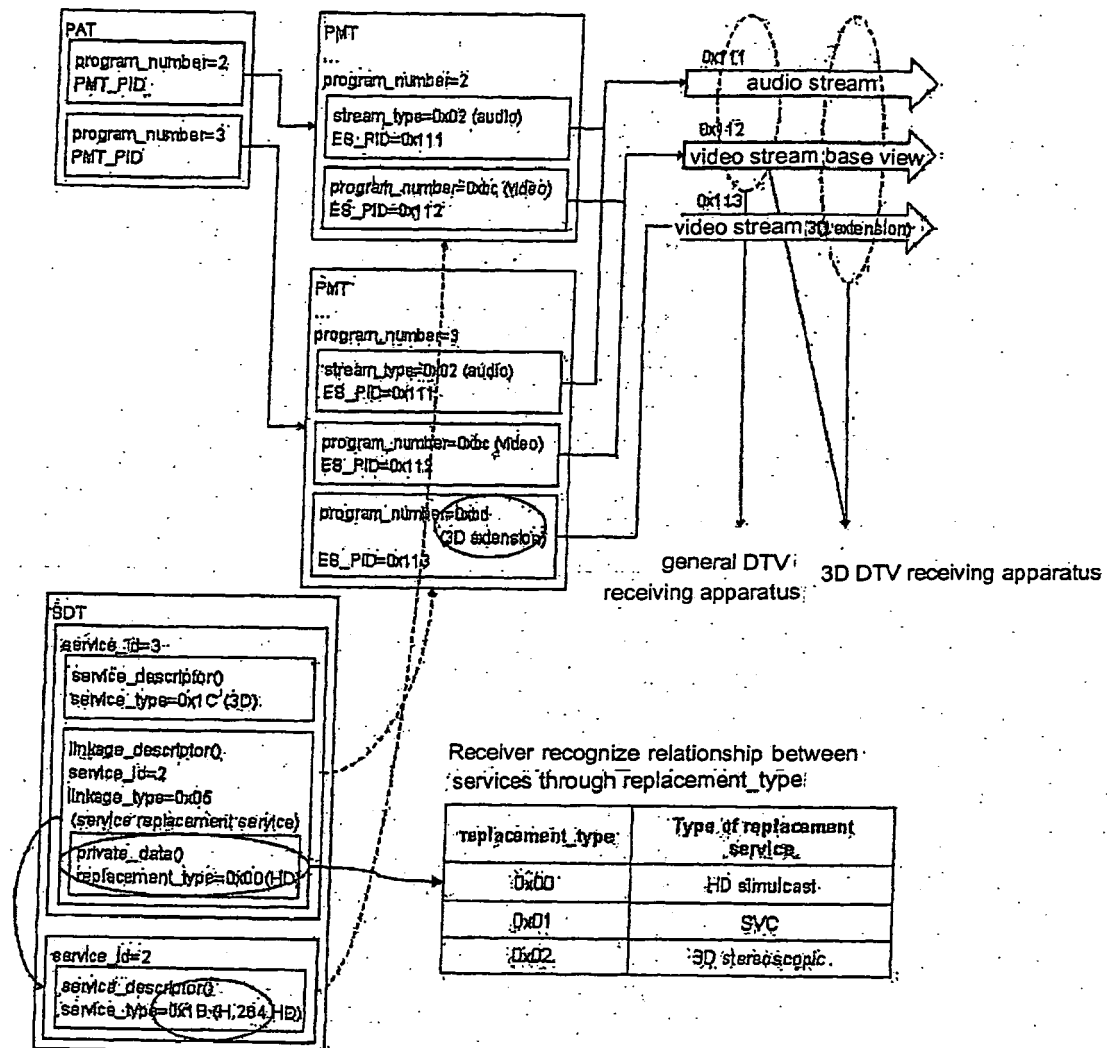 PAT
program_number=2
PMT_PID
program_number=3
PMT_PID
PMT
...
program_number=2
stream_type=0x02 (audio)
ES_PID=0x111
program_number=0xbc (video)
ES_PID=0x112
PMT
...
program_number=3
stream_type=0x02 (audio)
ES_PID=0x111
program_number=0xbc (video)
ES_PID=0x112
program_number=0xbd
(3D extension)
ES_PID=0x113
0x111
audio stream
0x112
video stream base view
0x113
video stream(3D extension)
general DTV
receiving apparatus
3D DTV receiving apparatus
SDT
service_id=3
service_descriptor()
service_type=0x1C (3D)
linkage_descriptor()
service_id=2
linkage_type=0x05
(service replacement service)
private_data()
replacement_type=0x00(HD)
service_id=2
service_descriptor()
service_type=0x1B (H.264 HD)
Receiver recognize relationship between
services through replacement_type
replacement_type
Type of replacement
service
0x00
HD simulcast
0x01
SVC
0x02
3D stereoscopic